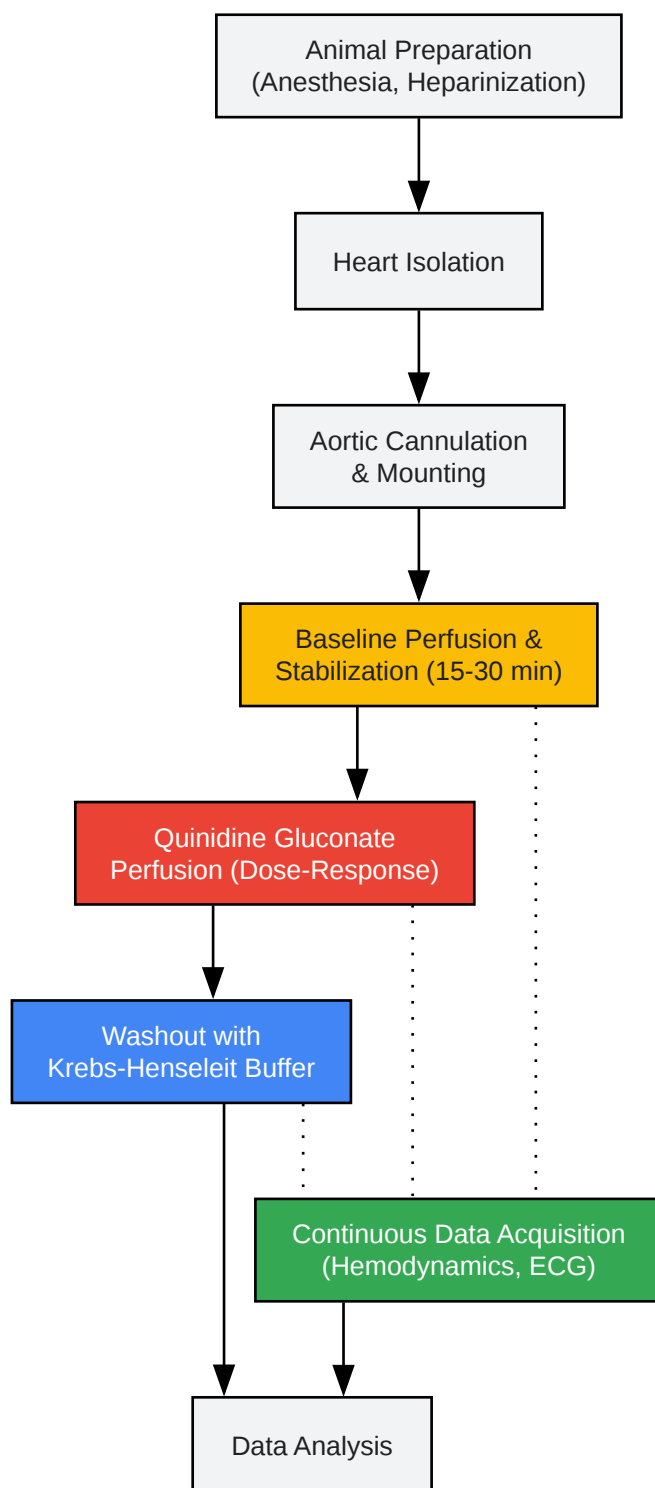 Animal Preparation
(Anesthesia, Heparinization)
Heart Isolation
Aortic Cannulation
& Mounting
Baseline Perfusion &
Stabilization (15-30 min)
Quinidine Gluconate
Perfusion (Dose-Response)
Washout with
Krebs-Henseleit Buffer
Continuous Data Acquisition
(Hemodynamics, ECG)
Data Analysis